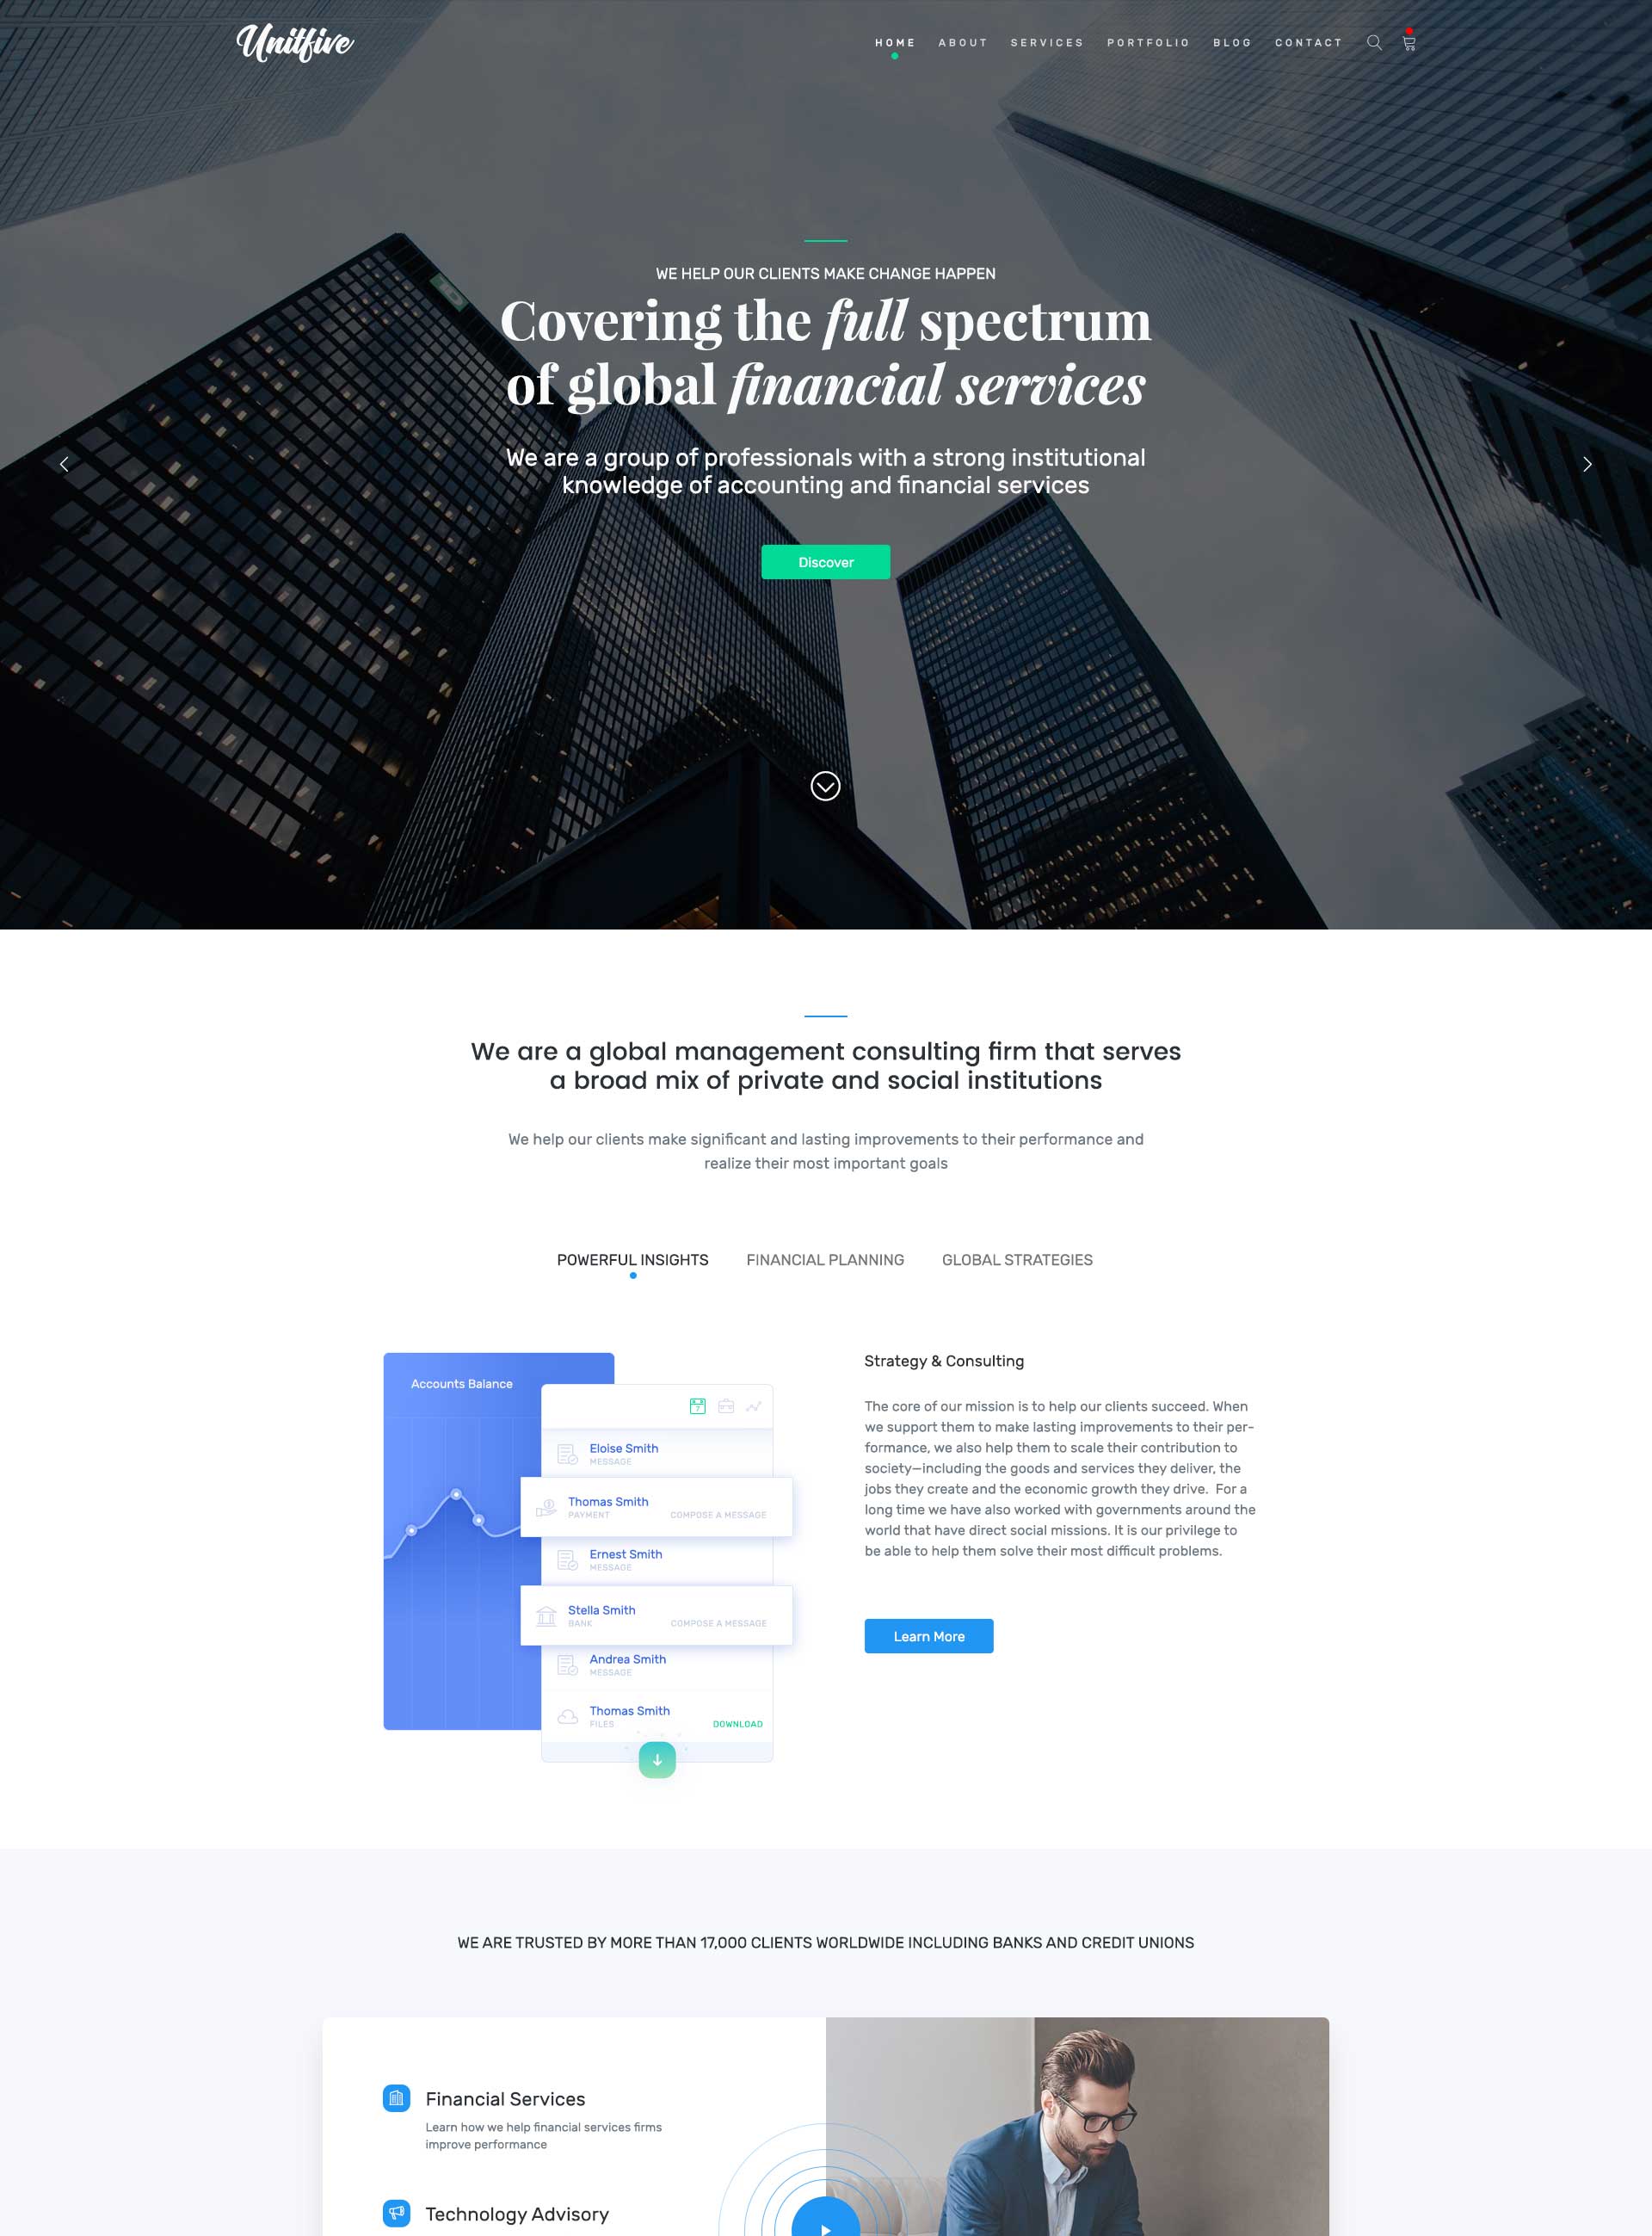 Unitfive
HOME ABOUT SERVICES PORTFOLIO BLOG CONTACT
WE HELP OUR CLIENTS MAKE CHANGE HAPPEN
Covering the full spectrum
of global financial services
We are a group of professionals with a strong institutional
knowledge of accounting and financial services
Discover
We are a global management consulting firm that serves
a broad mix of private and social institutions
We help our clients make significant and lasting improvements to their performance and
realize their most important goals
POWERFUL INSIGHTS FINANCIAL PLANNING GLOBAL STRATEGIES
Accounts Balance
7
Eloise Smith
MESSAGE
Thomas Smith
PAYMENT COMPOSE A MESSAGE
Ernest Smith
MESSAGE
Stella Smith
BANK COMPOSE A MESSAGE
Andrea Smith
MESSAGE
Thomas Smith
FILES DOWNLOAD
Strategy & Consulting
The core of our mission is to help our clients succeed. When
we support them to make lasting improvements to their per-
formance, we also help them to scale their contribution to
society—including the goods and services they deliver, the
jobs they create and the economic growth they drive. For a
long time we have also worked with governments around the
world that have direct social missions. It is our privilege to
be able to help them solve their most difficult problems.
Learn More
WE ARE TRUSTED BY MORE THAN 17,000 CLIENTS WORLDWIDE INCLUDING BANKS AND CREDIT UNIONS
Financial Services
Learn how we help financial services firms
improve performance
Technology Advisory